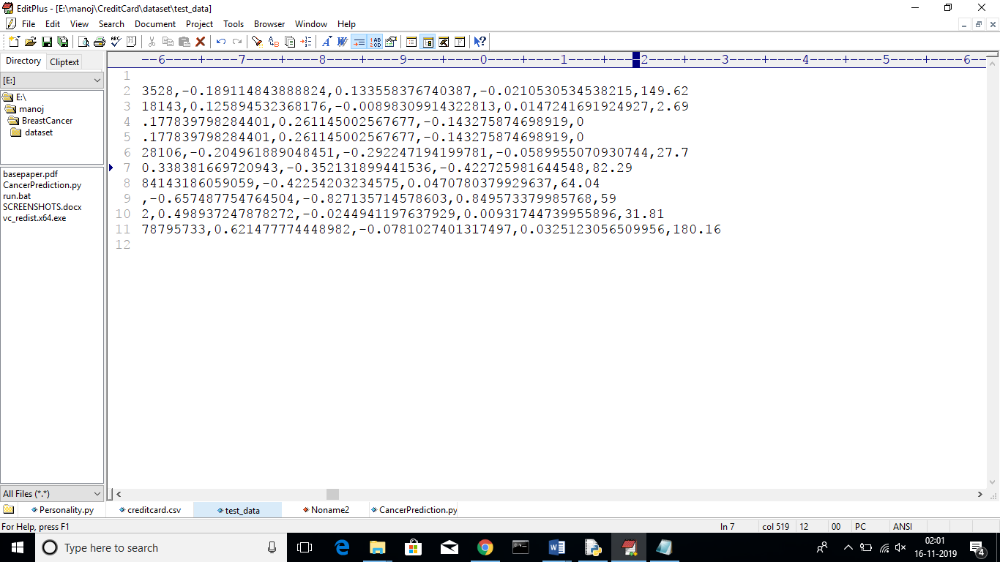 EditPlus - [E:\manoj\CreditCard\dataset\test_data]
File Edit View Search Document Project Tools Browser Window Help
Directory Cliptext
[E:]
E:\
manoj
BreastCancer
dataset
basepaper.pdf
CancerPrediction.py
run.bat
SCREENSHOTS.docx
vc_redist.x64.exe
All Files (*.*)
--6----+----7----+----8----+----9----+----0----+----1----+----2----+----3----+----4----+----5----+----6--
1
2 3528,-0.189114843888824,0.133558376740387,-0.0210530534538215,149.62
3 18143,0.125894532368176,-0.00898309914322813,0.0147241691924927,2.69
4 .177839798284401,0.261145002567677,-0.143275874698919,0
5 .177839798284401,0.261145002567677,-0.143275874698919,0
6 28106,-0.204961889048451,-0.292247194199781,-0.0589955070930744,27.7
7 0.338381669720943,-0.352131899441536,-0.422725981644548,82.29
8 84143186059059,-0.42254203234575,0.0470780379929637,64.04
9 ,-0.657487754764504,-0.827135714578603,0.849573379985768,59
10 2,0.498937247878272,-0.0244941197637929,0.00931744739955896,31.81
11 78795733,0.621477774448982,-0.0781027401317497,0.0325123056509956,180.16
12
Personality.py creditcard.csv test_data Noname2 CancerPrediction.py
For Help, press F1 ln 7 col 519 12 00 PC ANSI
Type here to search
02:01
16-11-2019
4